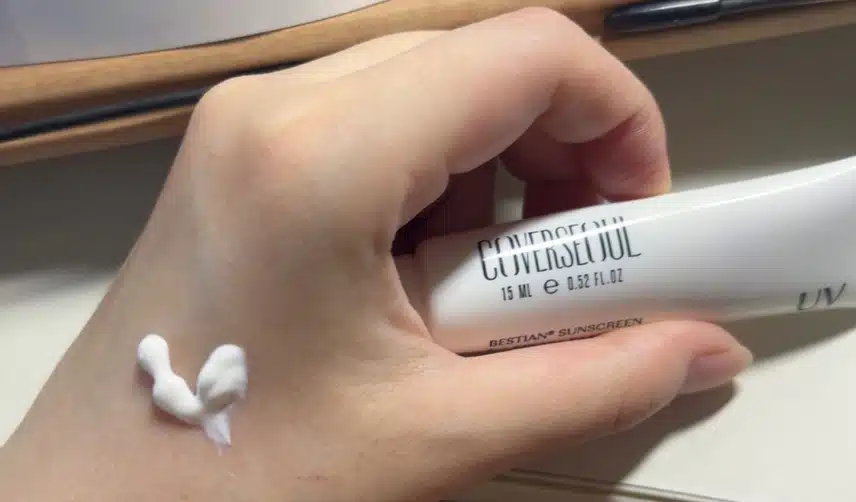 COVERSEOUL
15 ML e 0.52 FL.OZ
BESTIAN® SUNSCREEN
UV